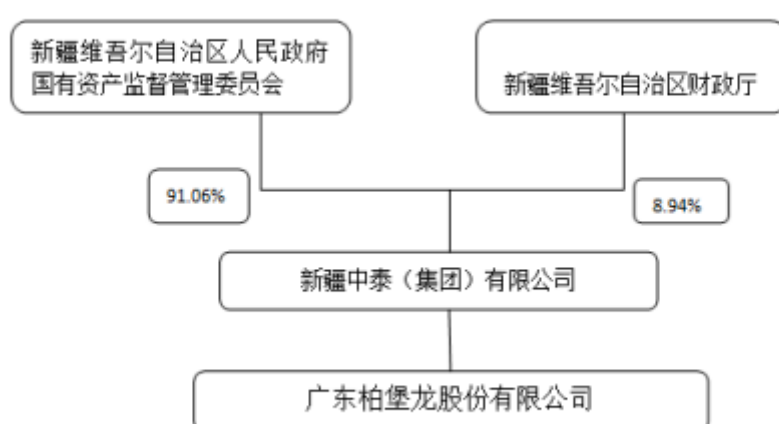 新疆维吾尔自治区人民政府
国有资产监督管理委员会
新疆维吾尔自治区财政厅
91.06%
8.94%
新疆中泰（集团）有限公司
广东柏堡龙股份有限公司